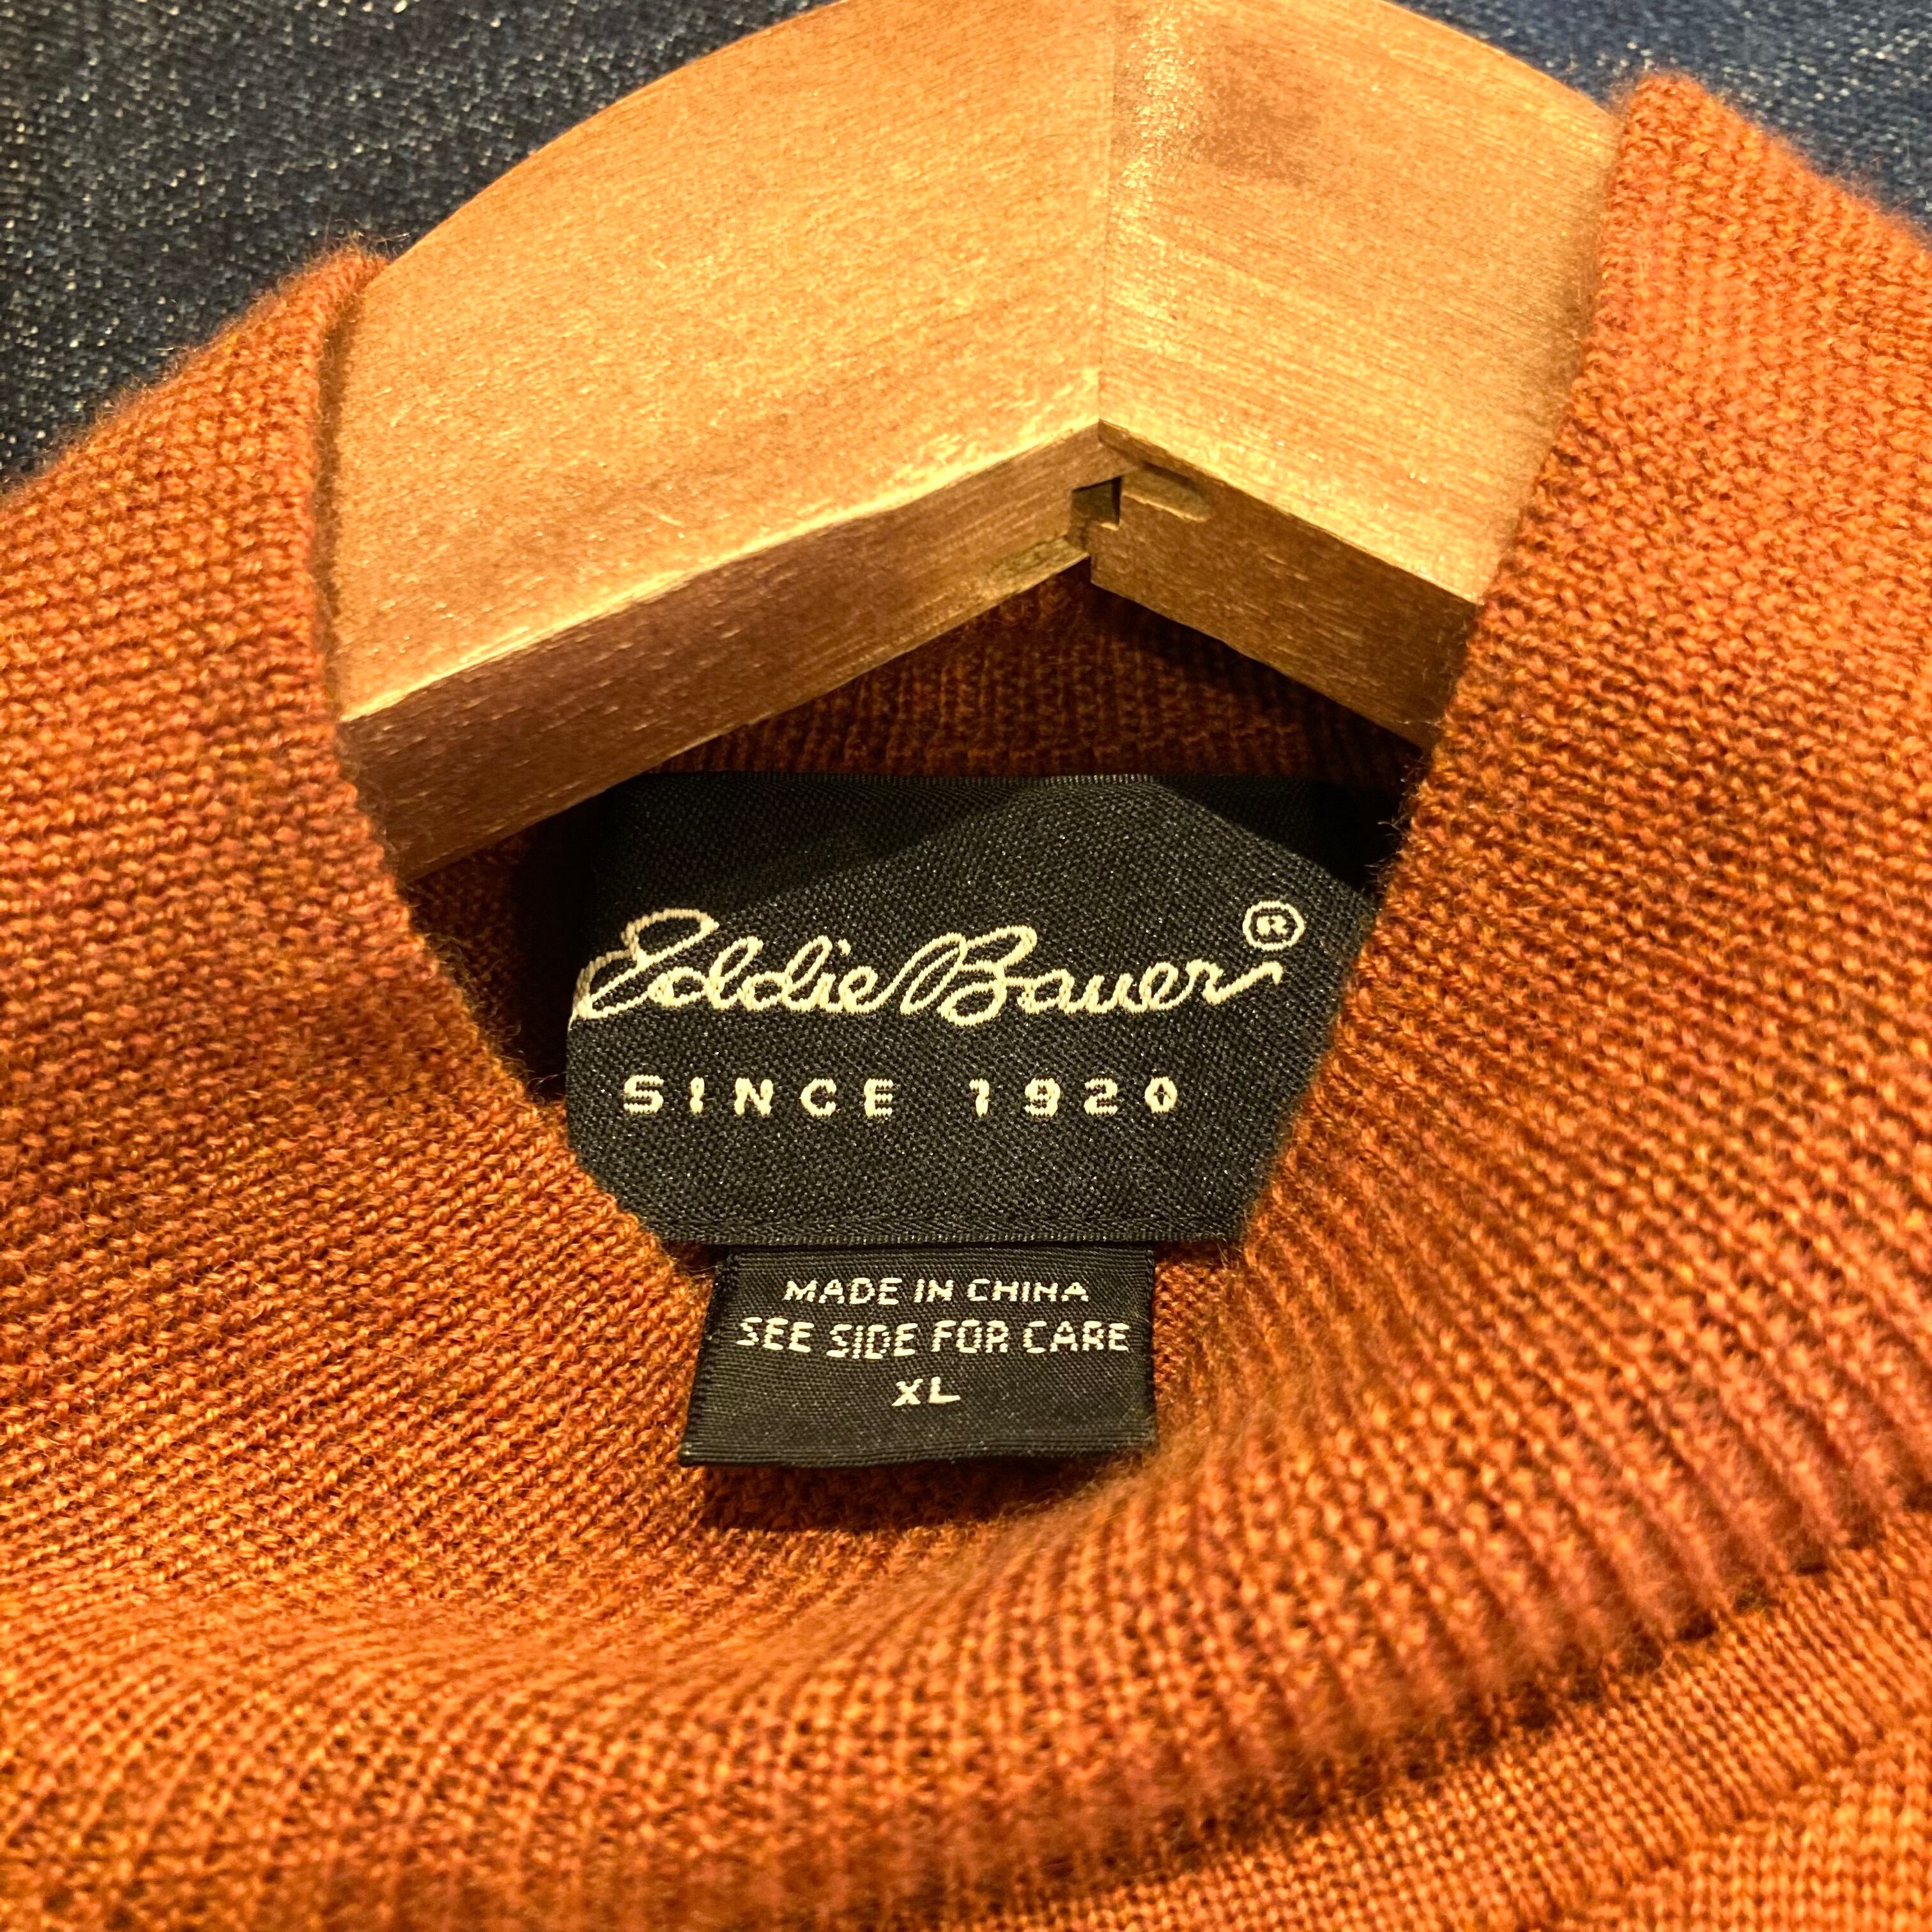 Eddie Bauer®
SINCE 1920
MADE IN CHINA
SEE SIDE FOR CARE
XL